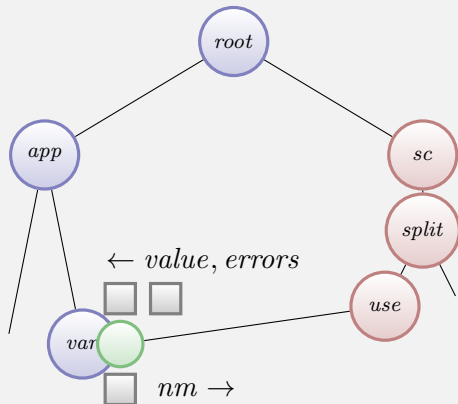 root
app
sc
split
← value, errors
use
var
nm →